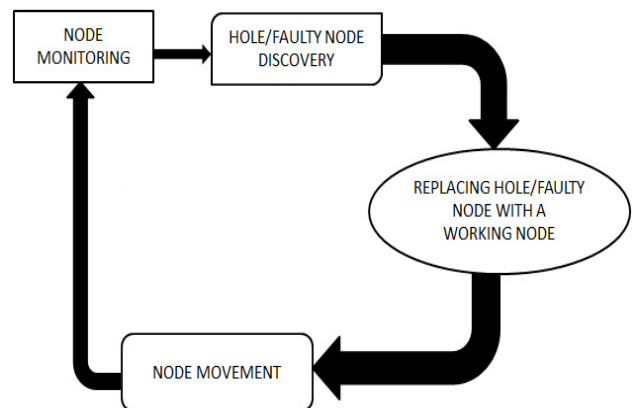 NODE
MONITORING
HOLE/FAULTY NODE
DISCOVERY
REPLACING HOLE/FAULTY
NODE WITH A
WORKING NODE
NODE MOVEMENT